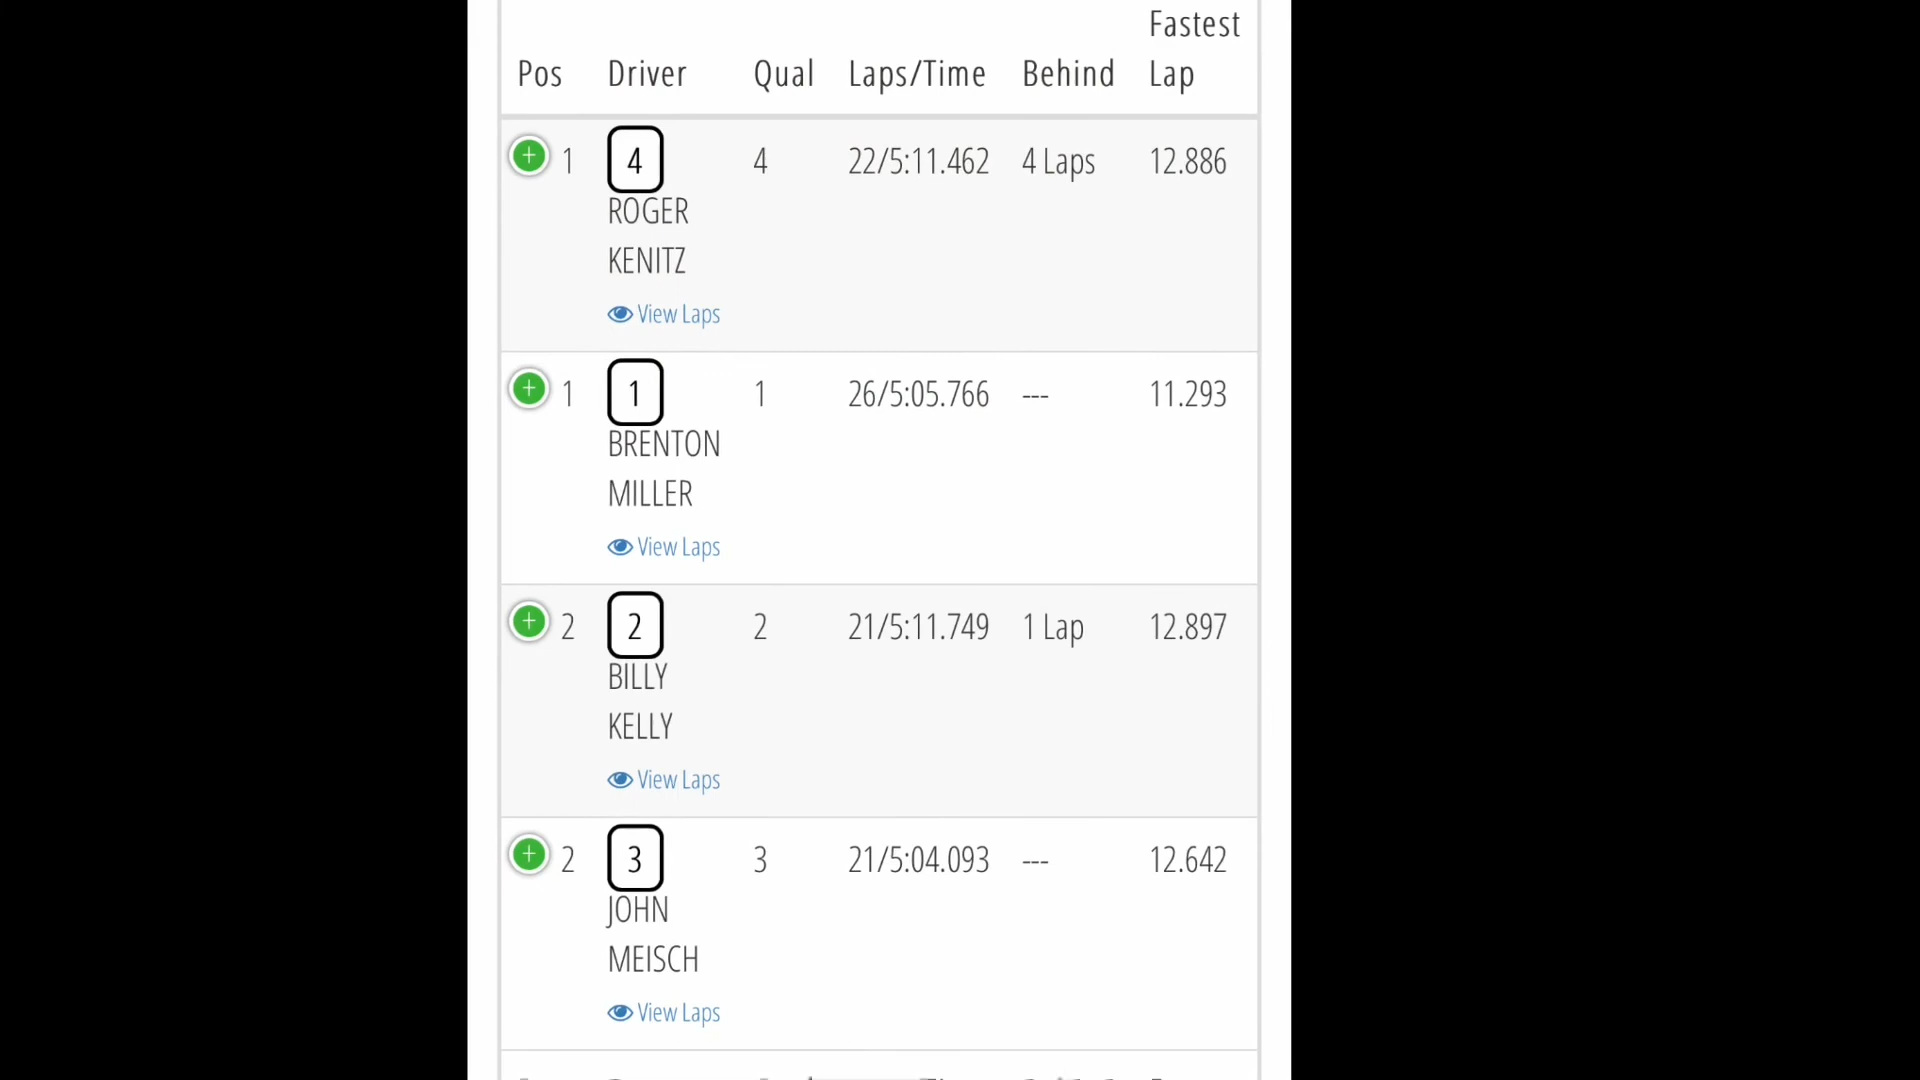 Fastest
Pos Driver Qual Laps/Time Behind Lap
1 4 4 22/5:11.462 4 Laps 12.886
ROGER
KENITZ
View Laps
1 1 1 26/5:05.766 --- 11.293
BRENTON
MILLER
View Laps
2 2 2 21/5:11.749 1 Lap 12.897
BILLY
KELLY
View Laps
2 3 3 21/5:04.093 --- 12.642
JOHN
MEISCH
View Laps